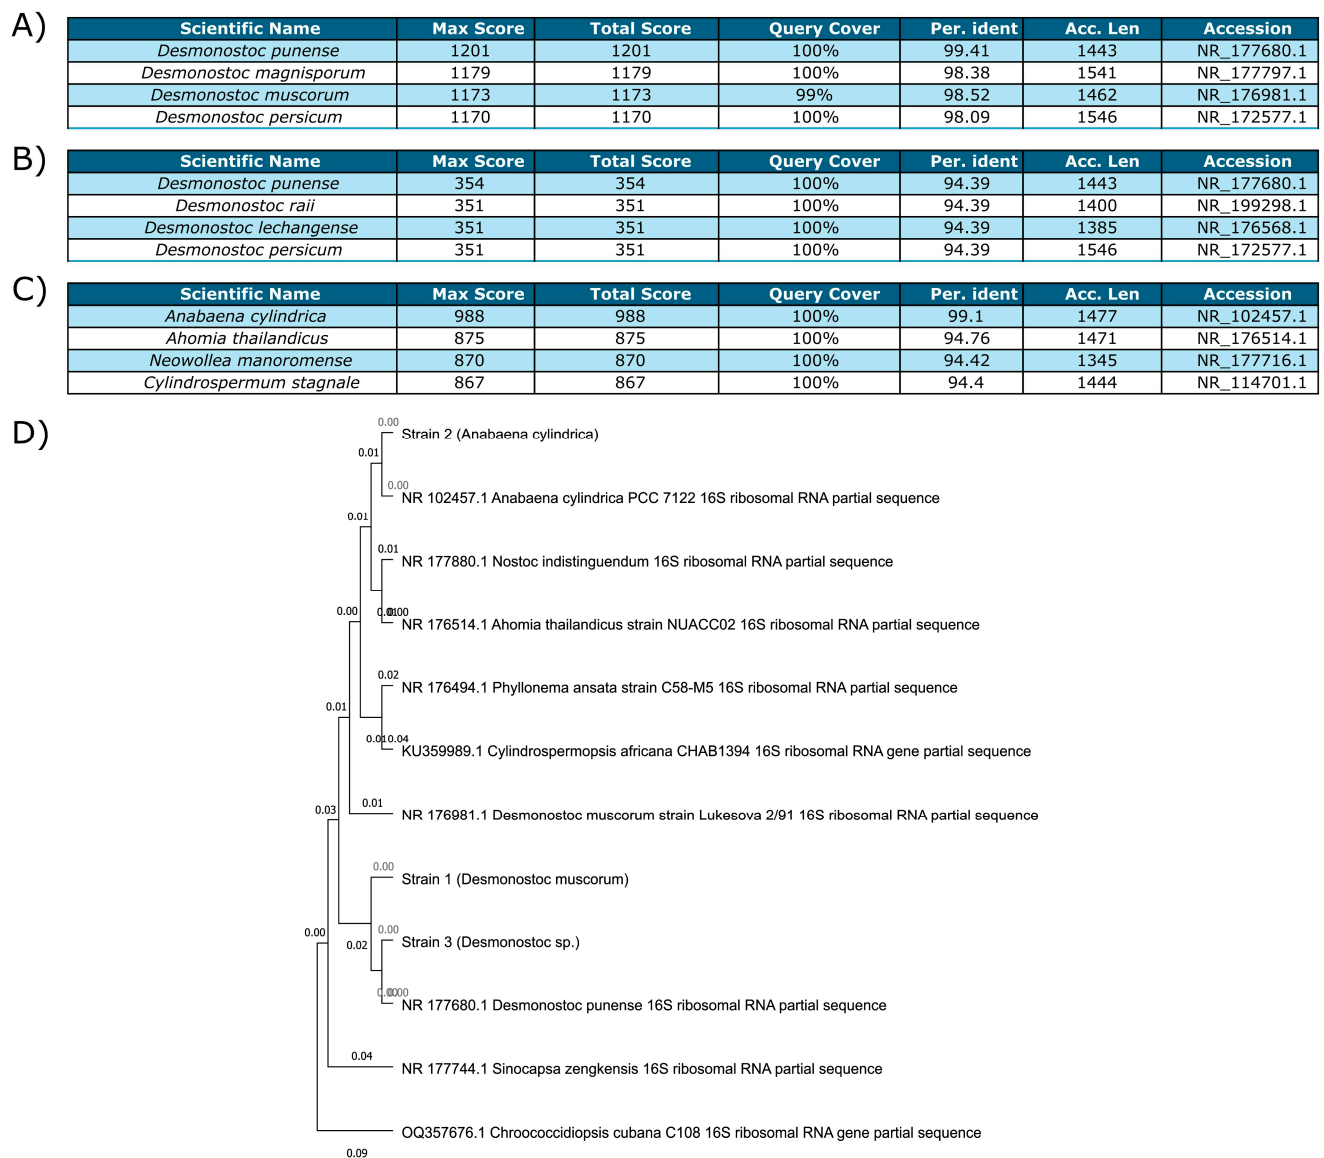 A)
Scientific Name Max Score Total Score Query Cover Per. ident Acc. Len Accession
Desmonostoc punense 1201 1201 100% 99.41 1443 NR_177680.1
Desmonostoc magnisporum 1179 1179 100% 98.38 1541 NR_177797.1
Desmonostoc muscorum 1173 1173 99% 98.52 1462 NR_176981.1
Desmonostoc persicum 1170 1170 100% 98.09 1546 NR_172577.1
B)
Scientific Name Max Score Total Score Query Cover Per. ident Acc. Len Accession
Desmonostoc punense 354 354 100% 94.39 1443 NR_177680.1
Desmonostoc raii 351 351 100% 94.39 1400 NR_199298.1
Desmonostoc lechangense 351 351 100% 94.39 1385 NR_176568.1
Desmonostoc persicum 351 351 100% 94.39 1546 NR_172577.1
C)
Scientific Name Max Score Total Score Query Cover Per. ident Acc. Len Accession
Anabaena cylindrica 988 988 100% 99.1 1477 NR_102457.1
Ahomia thailandicus 875 875 100% 94.76 1471 NR_176514.1
Neowollea manoromense 870 870 100% 94.42 1345 NR_177716.1
Cylindrospermum stagnale 867 867 100% 94.4 1444 NR_114701.1
D)
0.00
Strain 2 (Anabaena cylindrica)
0.01
0.00
NR 102457.1 Anabaena cylindrica PCC 7122 16S ribosomal RNA partial sequence
0.01
0.01
NR 177880.1 Nostoc indistinguendum 16S ribosomal RNA partial sequence
0.00
NR 176514.1 Ahomia thailandicus strain NUACC02 16S ribosomal RNA partial sequence
0.02
NR 176494.1 Phyllonema ansata strain C58-M5 16S ribosomal RNA partial sequence
0.01
0.01 0.04
KU359989.1 Cylindrospermopsis africana CHAB1394 16S ribosomal RNA gene partial sequence
0.01
0.03
NR 176981.1 Desmonostoc muscorum strain Lukesova 2/91 16S ribosomal RNA partial sequence
0.00
Strain 1 (Desmonostoc muscorum)
0.00
0.00
0.02
Strain 3 (Desmonostoc sp.)
NR 177680.1 Desmonostoc punense 16S ribosomal RNA partial sequence
0.04
NR 177744.1 Sinocapsa zengkensis 16S ribosomal RNA partial sequence
OQ357676.1 Chroococcidiopsis cubana C108 16S ribosomal RNA gene partial sequence
0.09